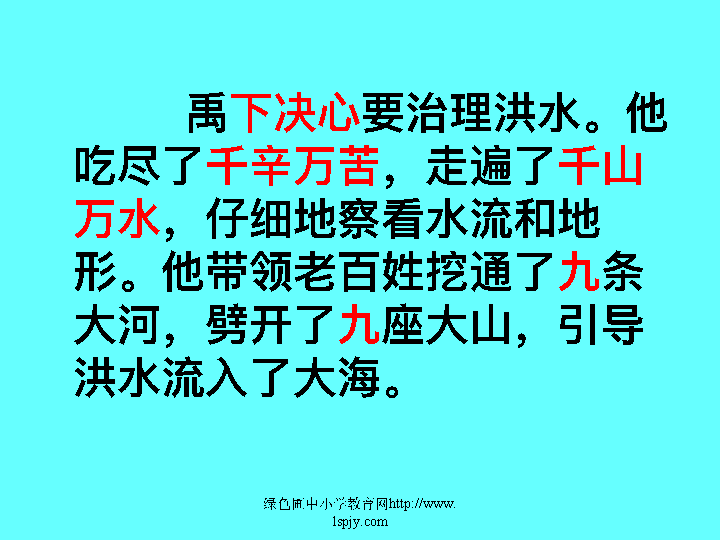 禹下决心要治理洪水。他
吃尽了千辛万苦，走遍了千山
万水，仔细地察看水流和地
形。他带领老百姓挖通了九条
大河，劈开了九座大山，引导
洪水流入了大海。
绿色圃中小学教育网http://www.
lspjy.com